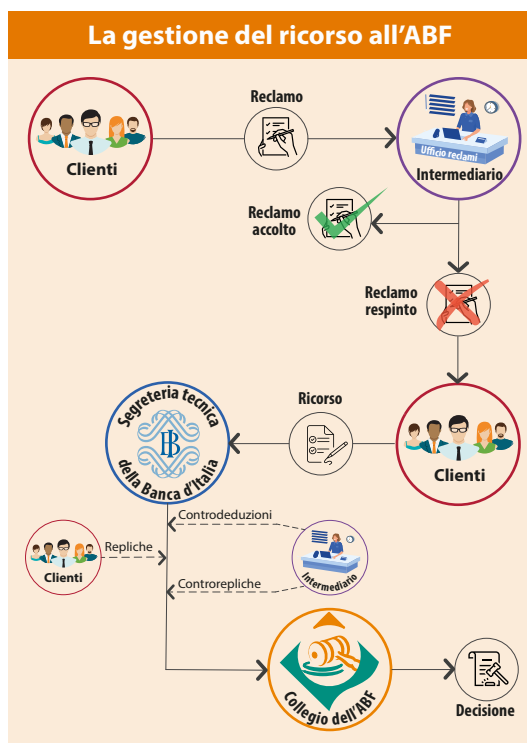 La gestione del ricorso all'ABF
Reclamo
Clienti
Ufficio reclami
Intermediario
Reclamo
accolto
Reclamo
respinto
Segreteria tecnica
della Banca d'Italia
Ricorso
Clienti
Controdeduzioni
Repliche
Clienti
Intermediario
Controrepliche
Collegio dell'ABF
Decisione